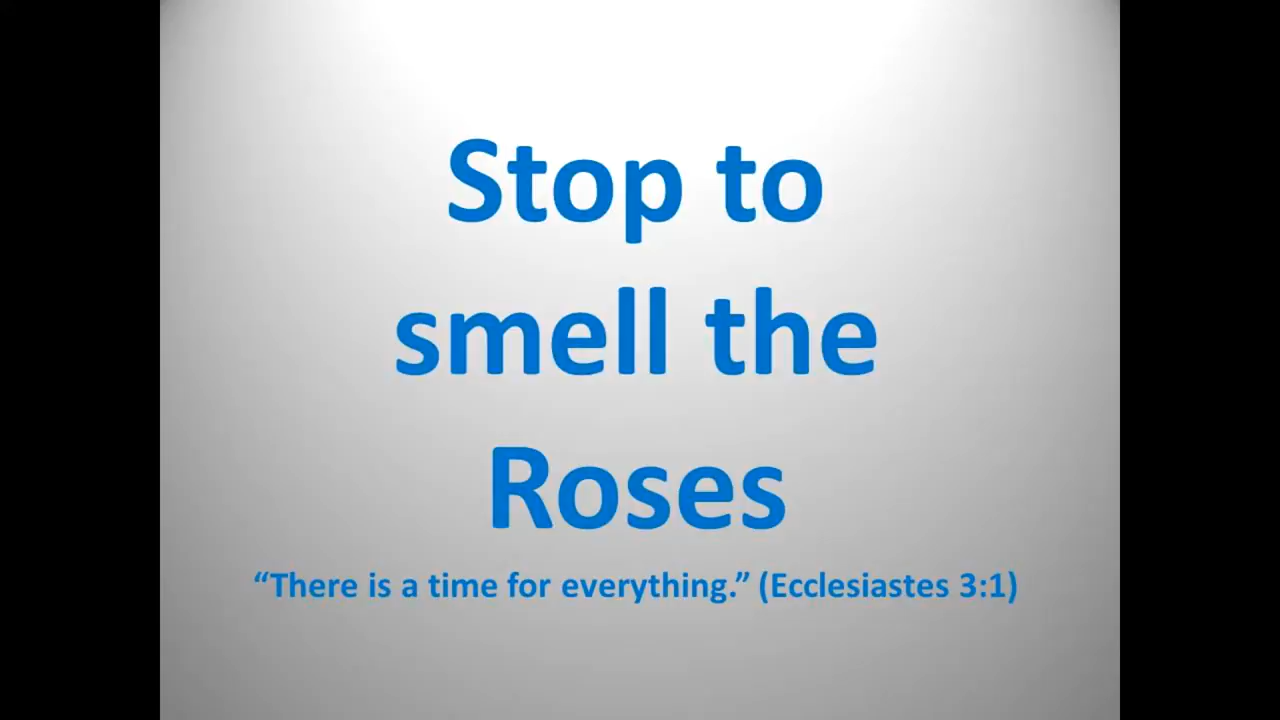 Stop to
smell the
Roses
“There is a time for everything.” (Ecclesiastes 3:1)